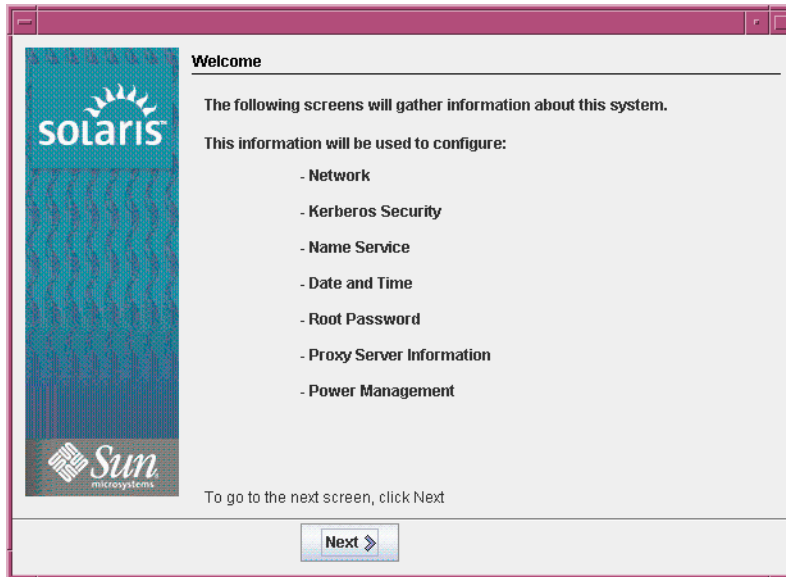 solaris™
Sun
microsystems
Welcome
The following screens will gather information about this system.
This information will be used to configure:
- Network
- Kerberos Security
- Name Service
- Date and Time
- Root Password
- Proxy Server Information
- Power Management
To go to the next screen, click Next
Next